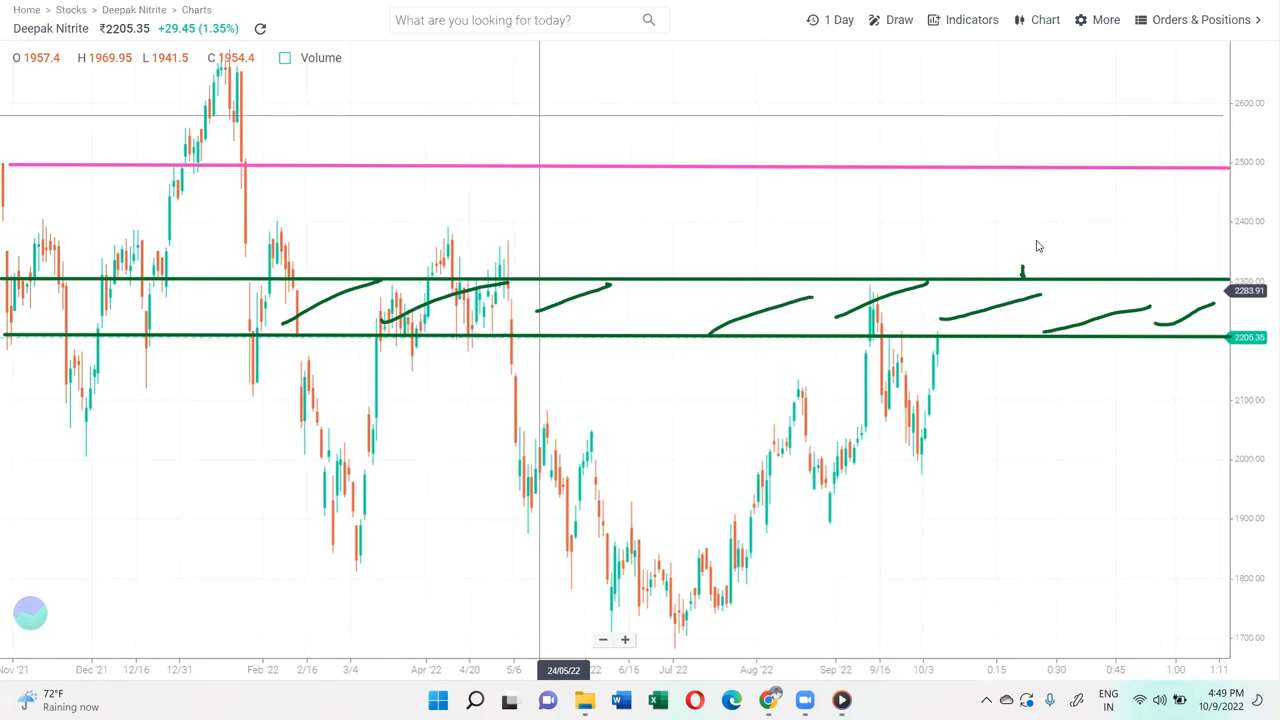 Home › Stocks › Deepak Nitrite › Charts
Deepak Nitrite ₹2205.35 +29.45 (1.35%)
What are you looking for today?
1 Day Draw Indicators Chart More Orders & Positions ›
O 1957.4 H 1969.95 L 1941.5 C 1954.4 Volume
2600.00
2500.00
2400.00
2283.91
2205.35
2100.00
2000.00
1900.00
1800.00
1700.00
Nov '21 Dec '21 12/16 12/31 Feb '22 2/16 3/4 Apr '22 4/20 5/6 24/05/22 6/16 Jul '22 Aug '22 Sep '22 9/16 10/3 0:15 0:30 0:45 1:00 1:11
72°F
Raining now
ENG
IN
4:49 PM
10/9/2022